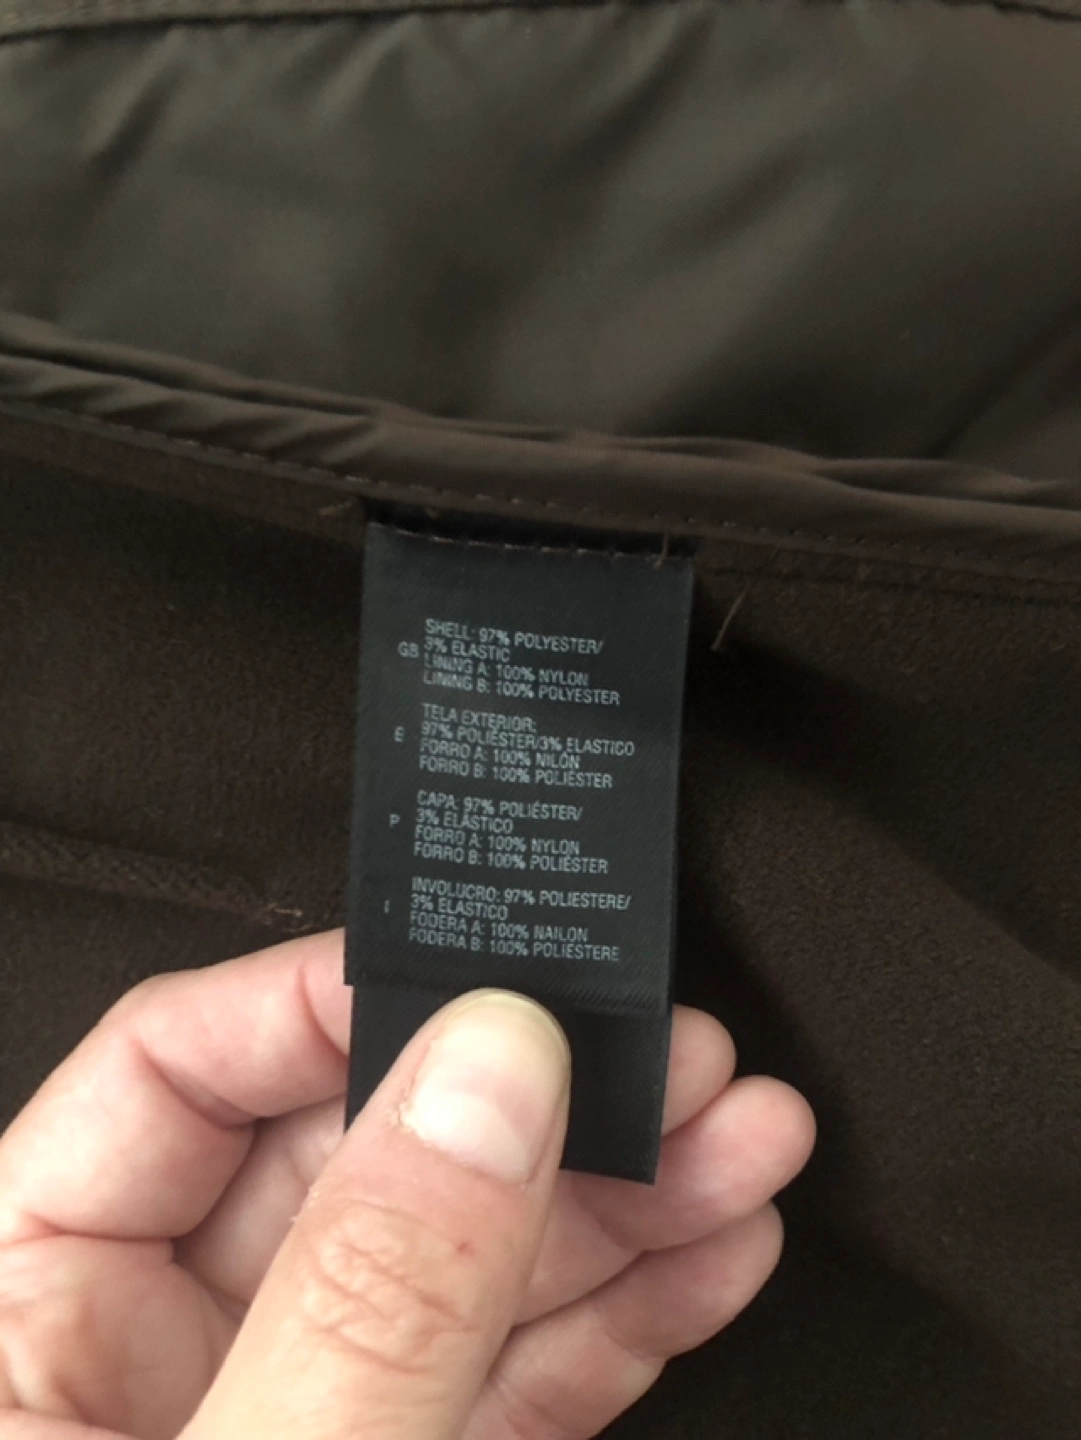 SHELL: 97% POLYESTER/
GB 3% ELASTIC
LINING A: 100% NYLON
LINING B: 100% POLYESTER
TELA EXTERIOR:
E 97% POLIÉSTER/3% ELASTICO
FORRO A: 100% NILÓN
FORRO B: 100% POLIÉSTER
CAPA: 97% POLIÉSTER/
P 3% ELÁSTICO
FORRO A: 100% NYLON
FORRO B: 100% POLIÉSTER
INVOLUCRO: 97% POLIESTERE/
I 3% ELASTICO
FODERA A: 100% NAILON
FODERA B: 100% POLIESTERE